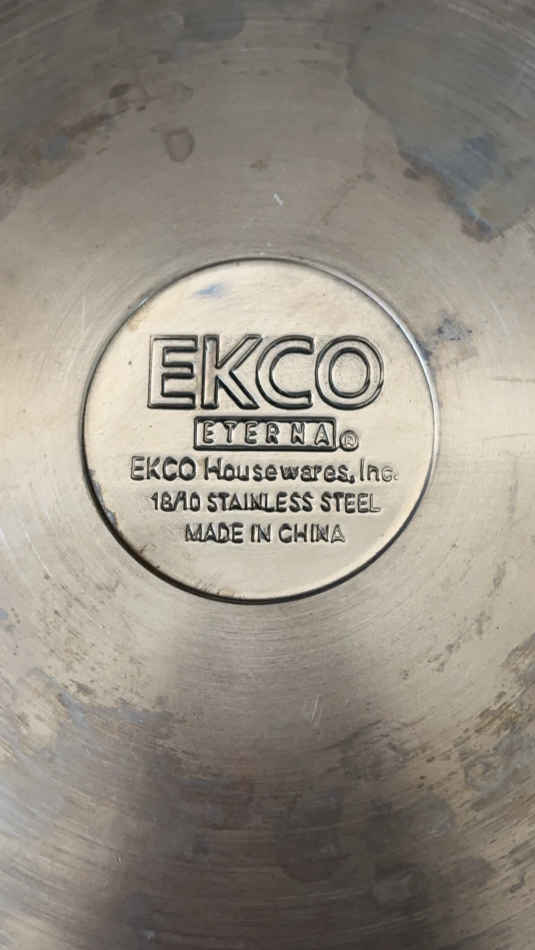 EKCO
ETERNA®
EKCO Housewares, Inc.
18/10 STAINLESS STEEL
MADE IN CHINA